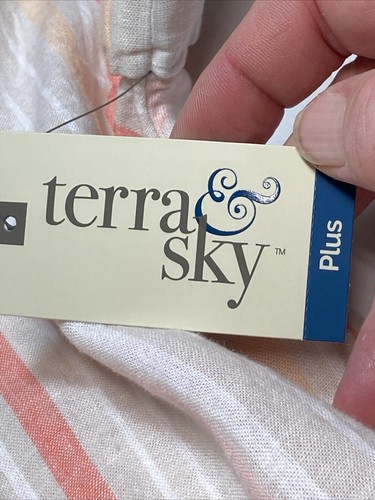 terra &
sky™
Plus